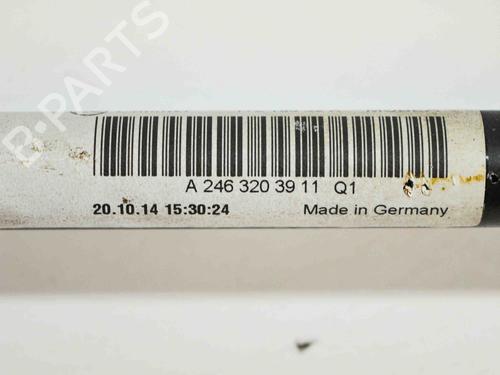 B-PARTS
A 246 320 39 11 Q1
20.10.14 15:30:24 Made in Germany